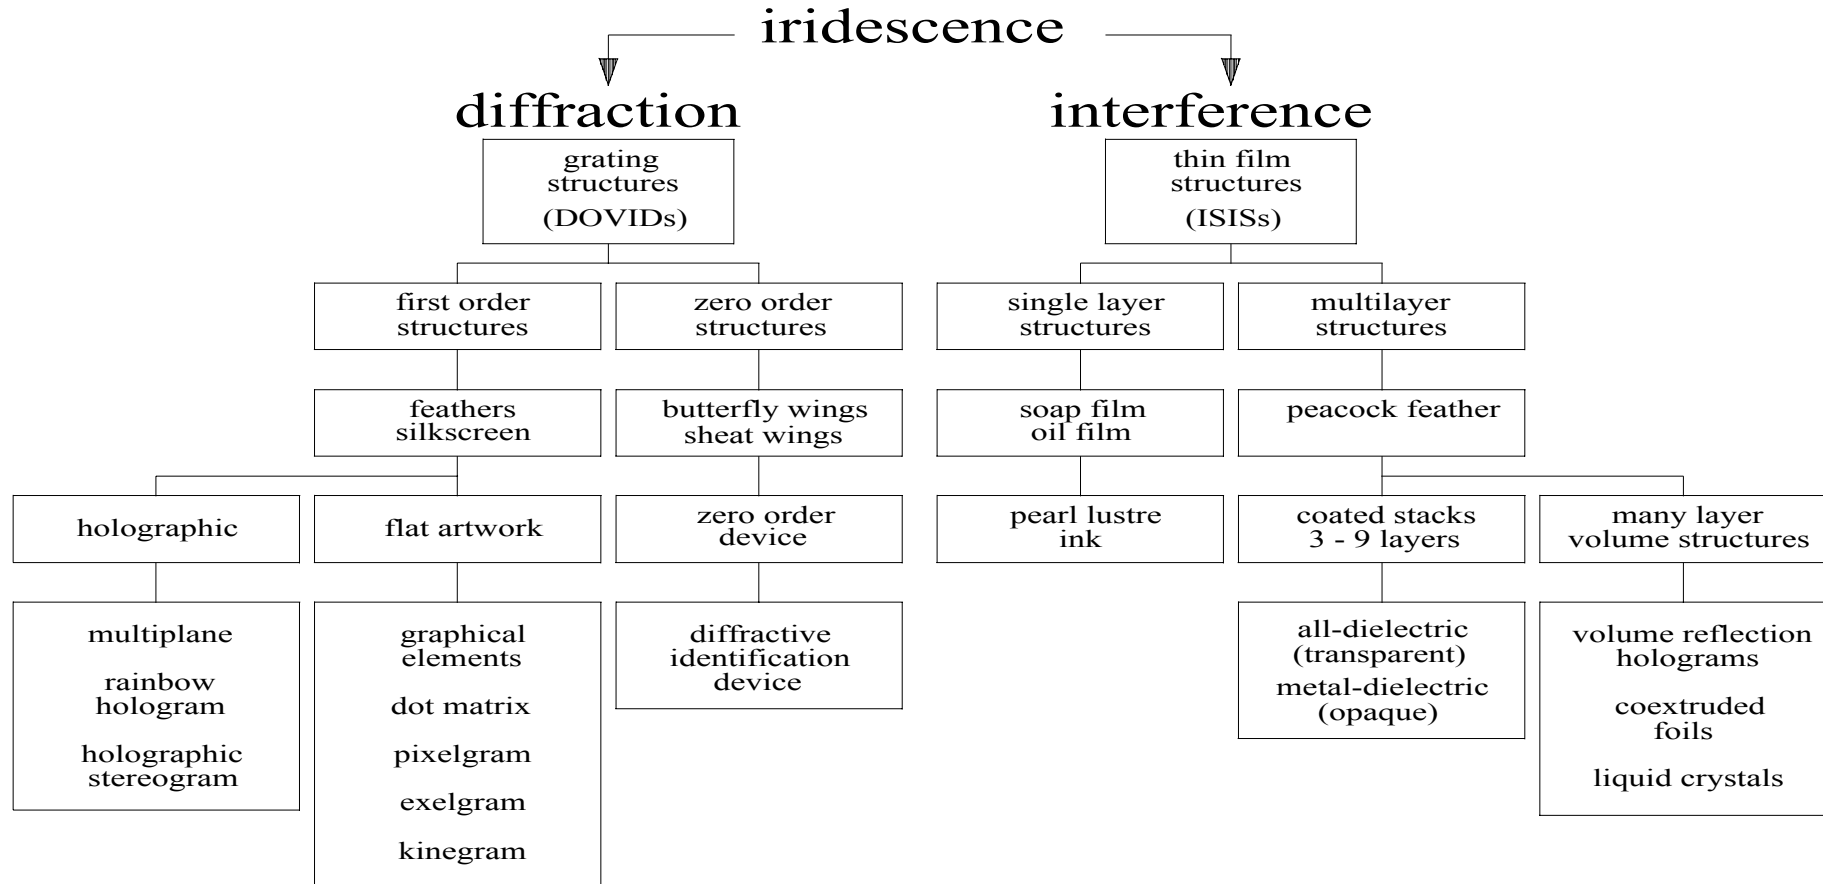 iridescence
diffraction
interference
grating
structures
(DOVIDs)
thin film
structures
(ISISs)
first order
structures
zero order
structures
single layer
structures
multilayer
structures
feathers
silkscreen
butterfly wings
sheat wings
soap film
oil film
peacock feather
holographic
flat artwork
zero order
device
pearl lustre
ink
coated stacks
3 - 9 layers
many layer
volume structures
multiplane
rainbow
hologram
holographic
stereogram
graphical
elements
dot matrix
pixelgram
exelgram
kinegram
diffractive
identification
device
all-dielectric
(transparent)
metal-dielectric
(opaque)
volume reflection
holograms
coextruded
foils
liquid crystals